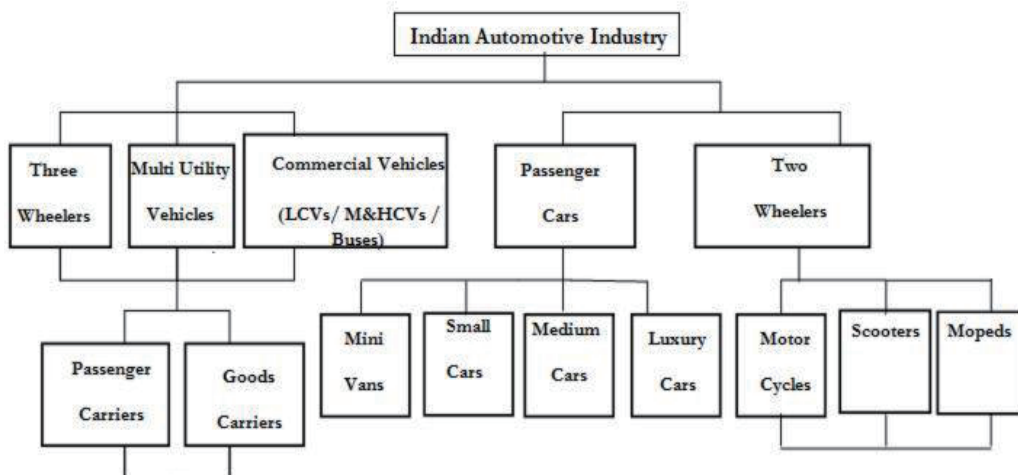 Indian Automotive Industry
Three
Wheelers
Multi Utility
Vehicles
Commercial Vehicles
(LCVs/ M&HCVs /
Buses)
Passenger
Cars
Two
Wheelers
Passenger
Carriers
Goods
Carriers
Mini
Vans
Small
Cars
Medium
Cars
Luxury
Cars
Motor
Cycles
Scooters
Mopeds